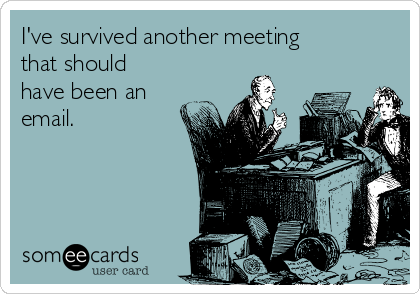 I've survived another meeting
that should
have been an
email.
someecards
user card